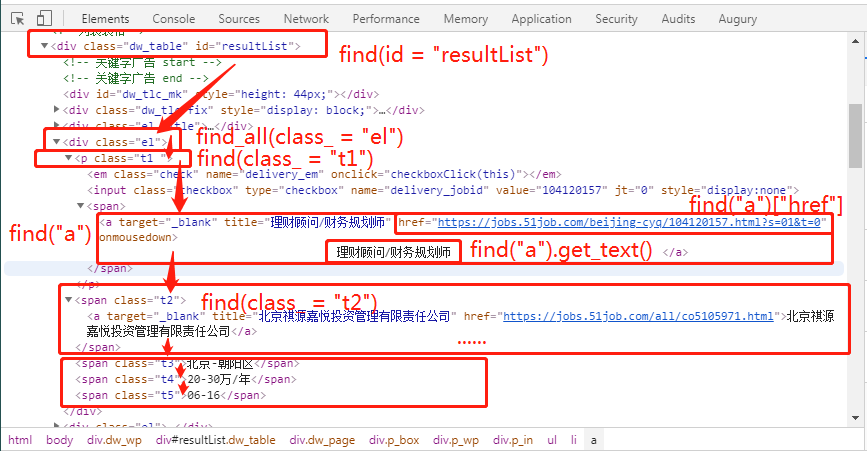 Elements Console Sources Network Performance Memory Application Security Audits Augury
<div class="dw_table" id="resultList">
find(id = "resultList")
<!-- 关键字广告 start -->
<!-- 关键字广告 end -->
<div id="dw_tlc_mk" style="height: 44px;"></div>
fix" style="display: block;">…</div>
…</div>
<div class="el">
find_all(class_ = "el")
<p class="t1 ">
find(class_ = "t1")
<em class="check" name="delivery_em" onclick="checkboxClick(this)"></em>
<input class="checkbox" type="checkbox" name="delivery_jobid" value="104120157" jt="0" style="display:none">
<span>
find("a")["href"]
<a target="_blank" title="理财顾问/财务规划师" href="https://jobs.51job.com/beijing-cyq/104120157.html?s=01&t=0"
find("a")
onmousedown>
理财顾问/财务规划师
find("a").get_text()
</a>
</span>
</p>
<span class="t2">
find(class_ = "t2")
<a target="_blank" title="北京祺源嘉悦投资管理有限责任公司" href="https://jobs.51job.com/all/co5105971.html">北京祺源
嘉悦投资管理有限责任公司</a>
</span>
......
<span class="t3">北京-朝阳区</span>
<span class="t4">20-30万/年</span>
<span class="t5">06-16</span>
</div>
<div class="el">…</div>
html body div.dw_wp div#resultList.dw_table div.dw_page div.p_box div.p_wp div.p_in ul li a